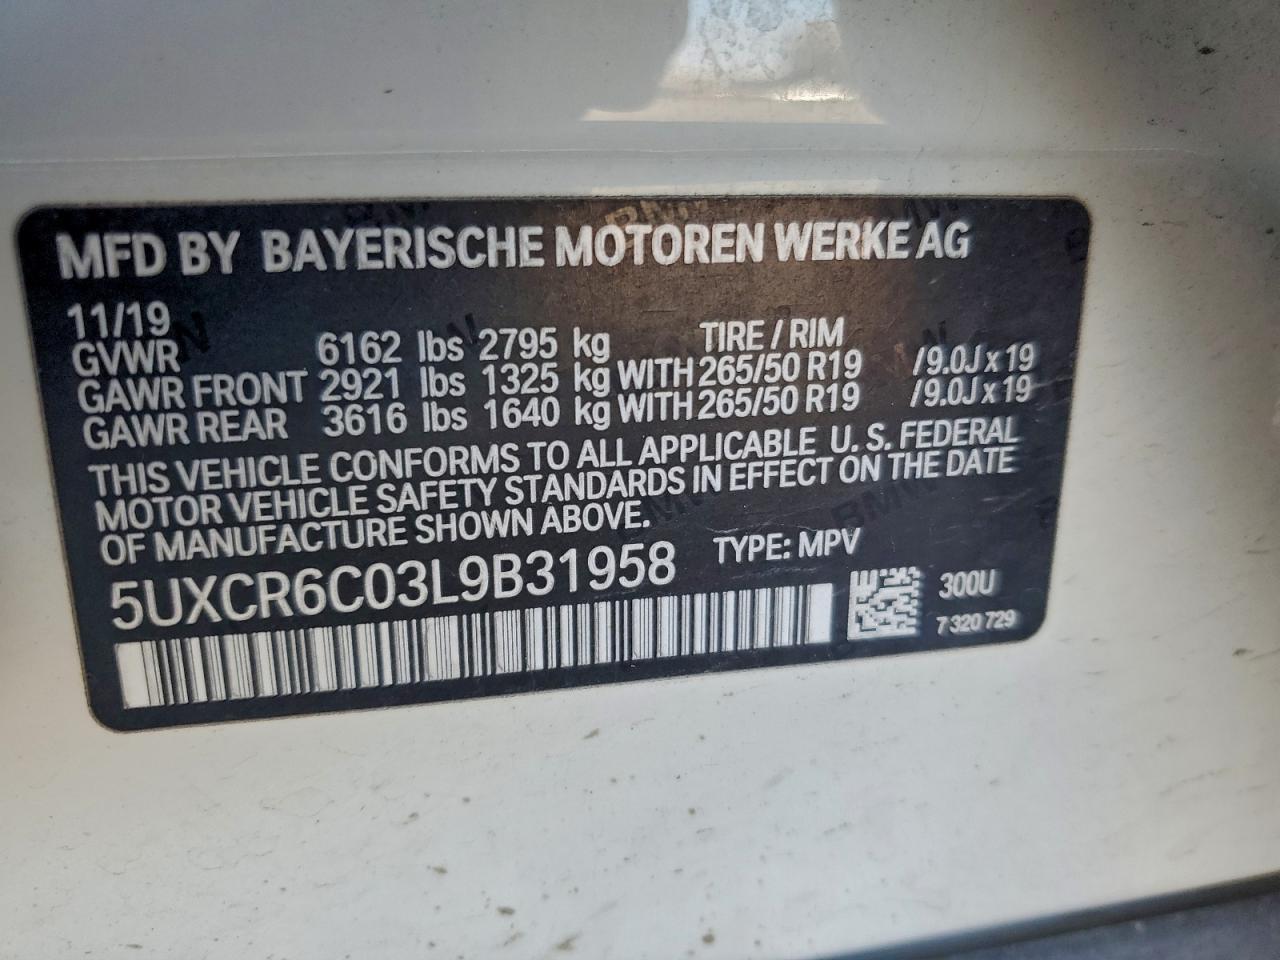 MFD BY BAYERISCHE MOTOREN WERKE AG
11/19 TIRE / RIM
GVWR 6162 lbs 2795 kg
GAWR FRONT 2921 lbs 1325 kg WITH 265/50 R19 /9.0J x 19
GAWR REAR 3616 lbs 1640 kg WITH 265/50 R19 /9.0J x 19
THIS VEHICLE CONFORMS TO ALL APPLICABLE U. S. FEDERAL
MOTOR VEHICLE SAFETY STANDARDS IN EFFECT ON THE DATE
OF MANUFACTURE SHOWN ABOVE.
5UXCR6C03L9B31958 TYPE: MPV
300U
7 320 729